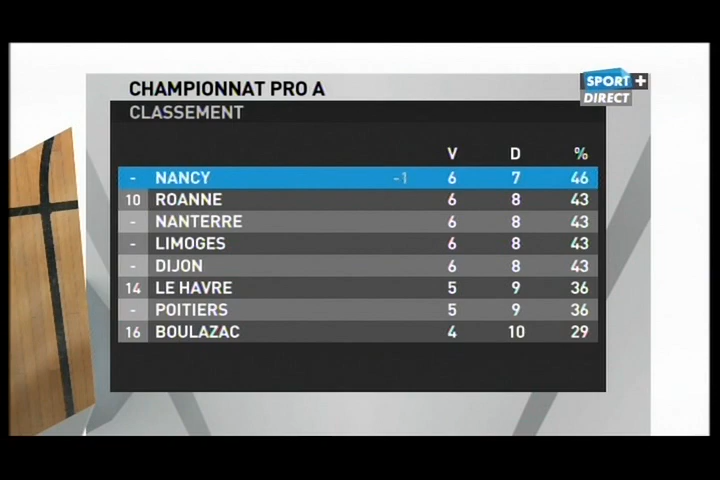 CHAMPIONNAT PRO A
SPORT +
DIRECT
CLASSEMENT
V D %
- NANCY -1 6 7 46
10 ROANNE 6 8 43
- NANTERRE 6 8 43
- LIMOGES 6 8 43
- DIJON 6 8 43
14 LE HAVRE 5 9 36
- POITIERS 5 9 36
16 BOULAZAC 4 10 29